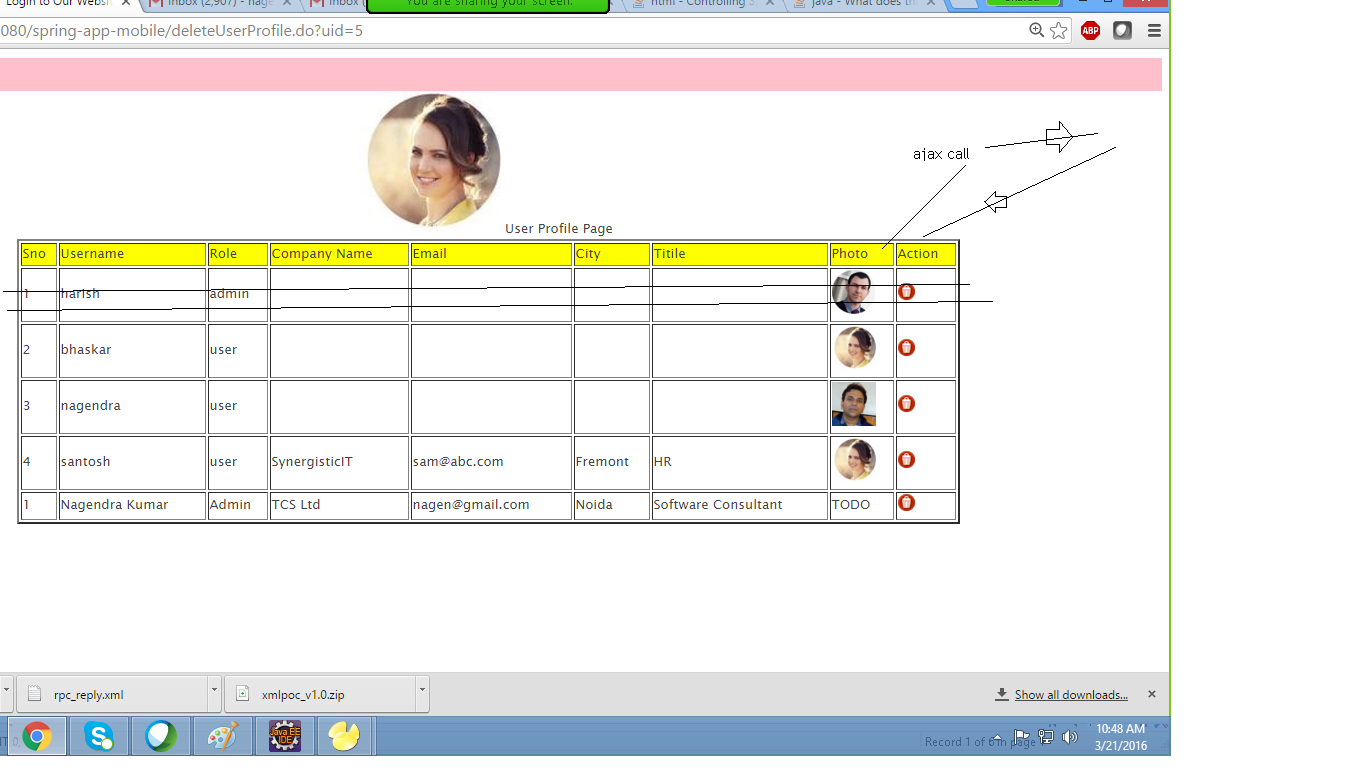 Login to Our Websi
Inbox (2,907) - nage
Inbox (
You are sharing your screen.
html - Controlling S
java - What does th
080/spring-app-mobile/deleteUserProfile.do?uid=5
ABP
ajax call
User Profile Page
Sno Username Role Company Name Email City Titile Photo Action
1 harish admin
2 bhaskar user
3 nagendra user
4 santosh user SynergisticIT sam@abc.com Fremont HR
1 Nagendra Kumar Admin TCS Ltd nagen@gmail.com Noida Software Consultant TODO
rpc_reply.xml
xmlpoc_v1.0.zip
Show all downloads...
Java EE
IDE
Record 1 of 6 in page
10:48 AM
3/21/2016